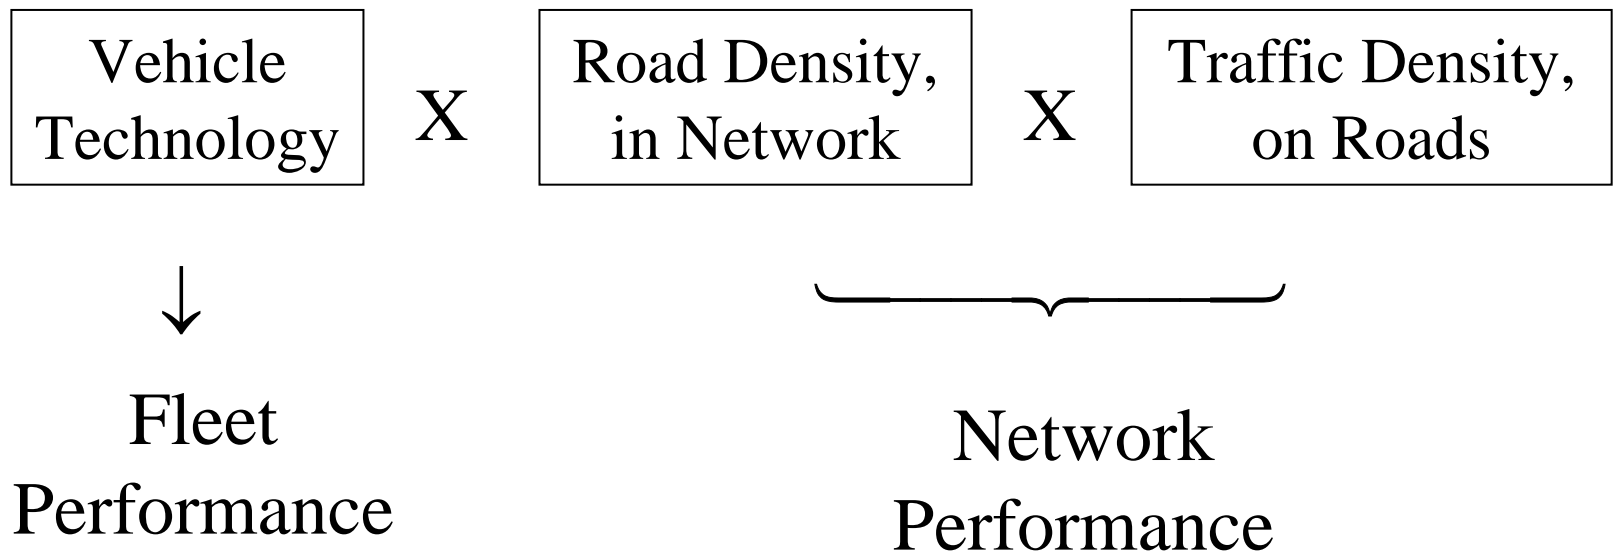 Vehicle
Technology
X
Road Density,
in Network
X
Traffic Density,
on Roads
↓
Fleet
Performance
Network
Performance